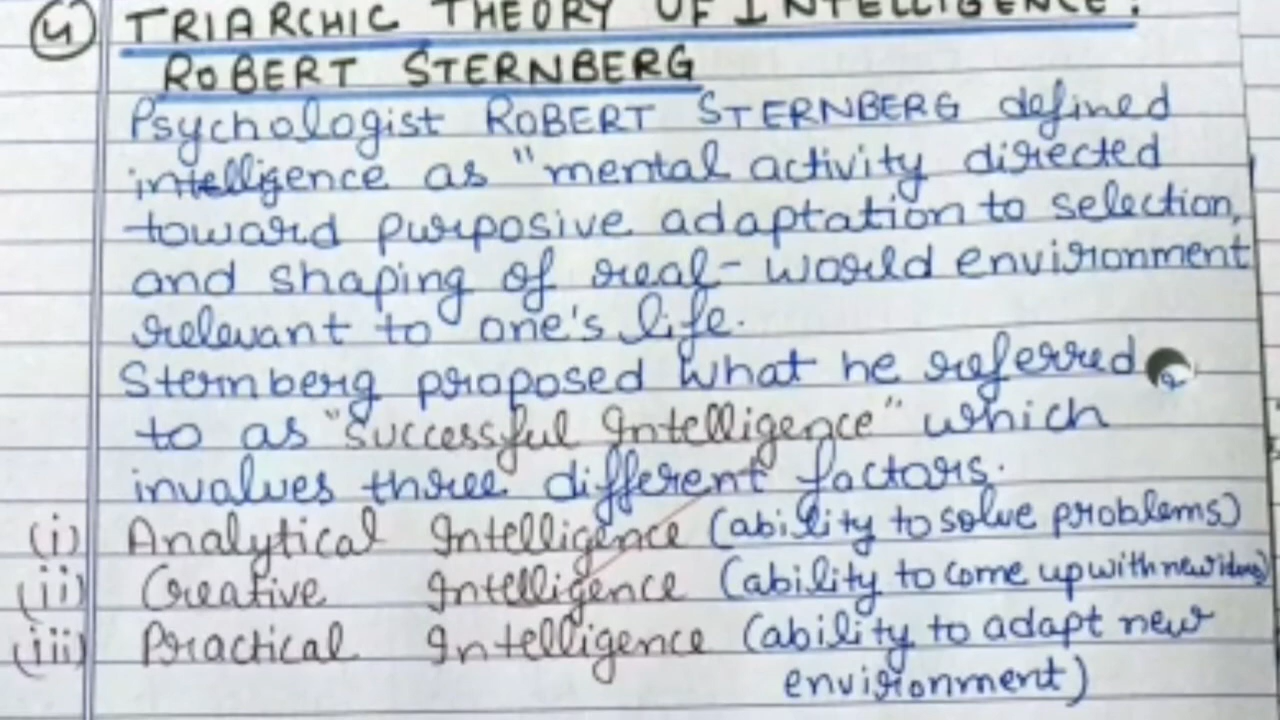 4 TRIARCHIC THEORY OF INTELLIGENCE:
ROBERT STERNBERG
Psychologist ROBERT STERNBERG defined
intelligence as "mental activity directed
toward purposive adaptation to selection,
and shaping of real-world environment
relevant to one's life.
Sternberg proposed what he referred
to as "Successful Intelligence" which
involves three different factors.
(i) Analytical Intelligence (ability to solve problems)
(ii) Creative Intelligence (ability to come up with new ideas)
(iii) Practical Intelligence (ability to adapt new
environment)